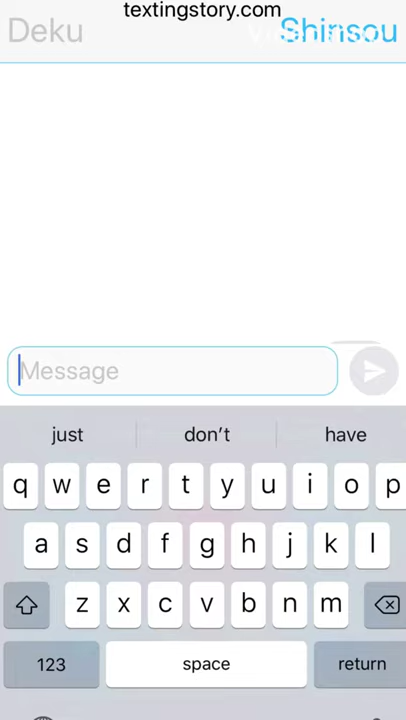 textingstory.com
Deku Shinsou
Message
just don't have
q w e r t y u i o p
a s d f g h j k l
z x c v b n m
123 space return